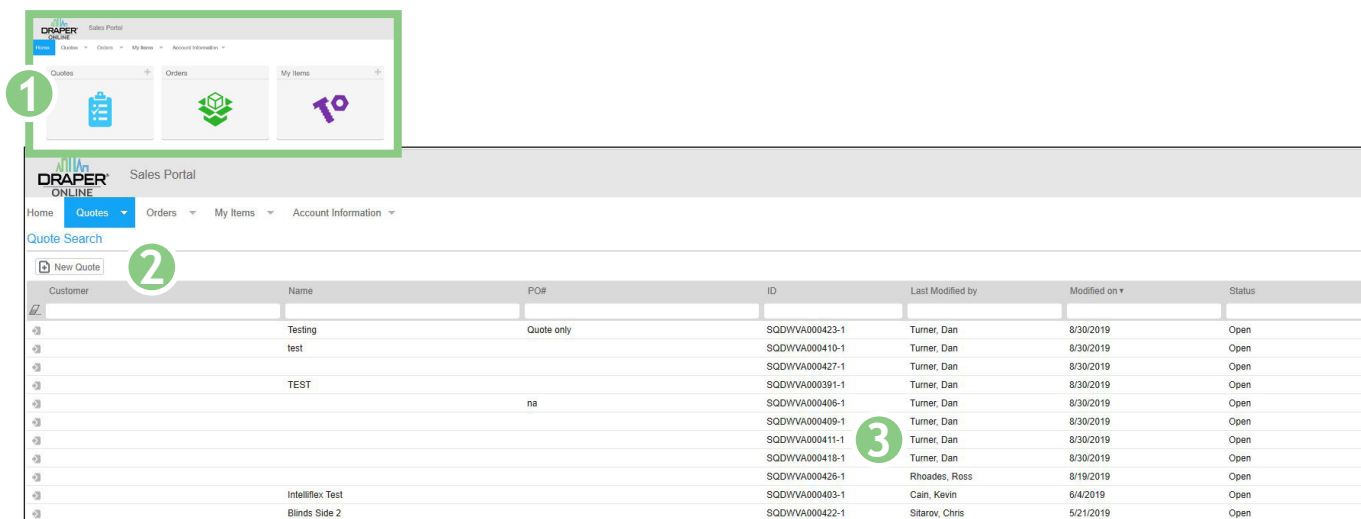 DRAPER
ONLINE
Sales Portal
Home Quotes Orders My Items Account Information
Quotes + Orders My Items +
1
DRAPER
ONLINE
Sales Portal
Home Quotes Orders My Items Account Information
Quote Search
New Quote
2
Customer Name PO# ID Last Modified by Modified on ▾ Status
Testing Quote only SQDWVA000423-1 Turner, Dan 8/30/2019 Open
test SQDWVA000410-1 Turner, Dan 8/30/2019 Open
SQDWVA000427-1 Turner, Dan 8/30/2019 Open
TEST SQDWVA000391-1 Turner, Dan 8/30/2019 Open
na SQDWVA000406-1 Turner, Dan 8/30/2019 Open
SQDWVA000409-1 Turner, Dan 8/30/2019 Open
SQDWVA000411-1 Turner, Dan 8/30/2019 Open
3
SQDWVA000418-1 Turner, Dan 8/30/2019 Open
SQDWVA000426-1 Rhoades, Ross 8/19/2019 Open
Intelliflex Test SQDWVA000403-1 Cain, Kevin 6/4/2019 Open
Blinds Side 2 SQDWVA000422-1 Sitarov, Chris 5/21/2019 Open